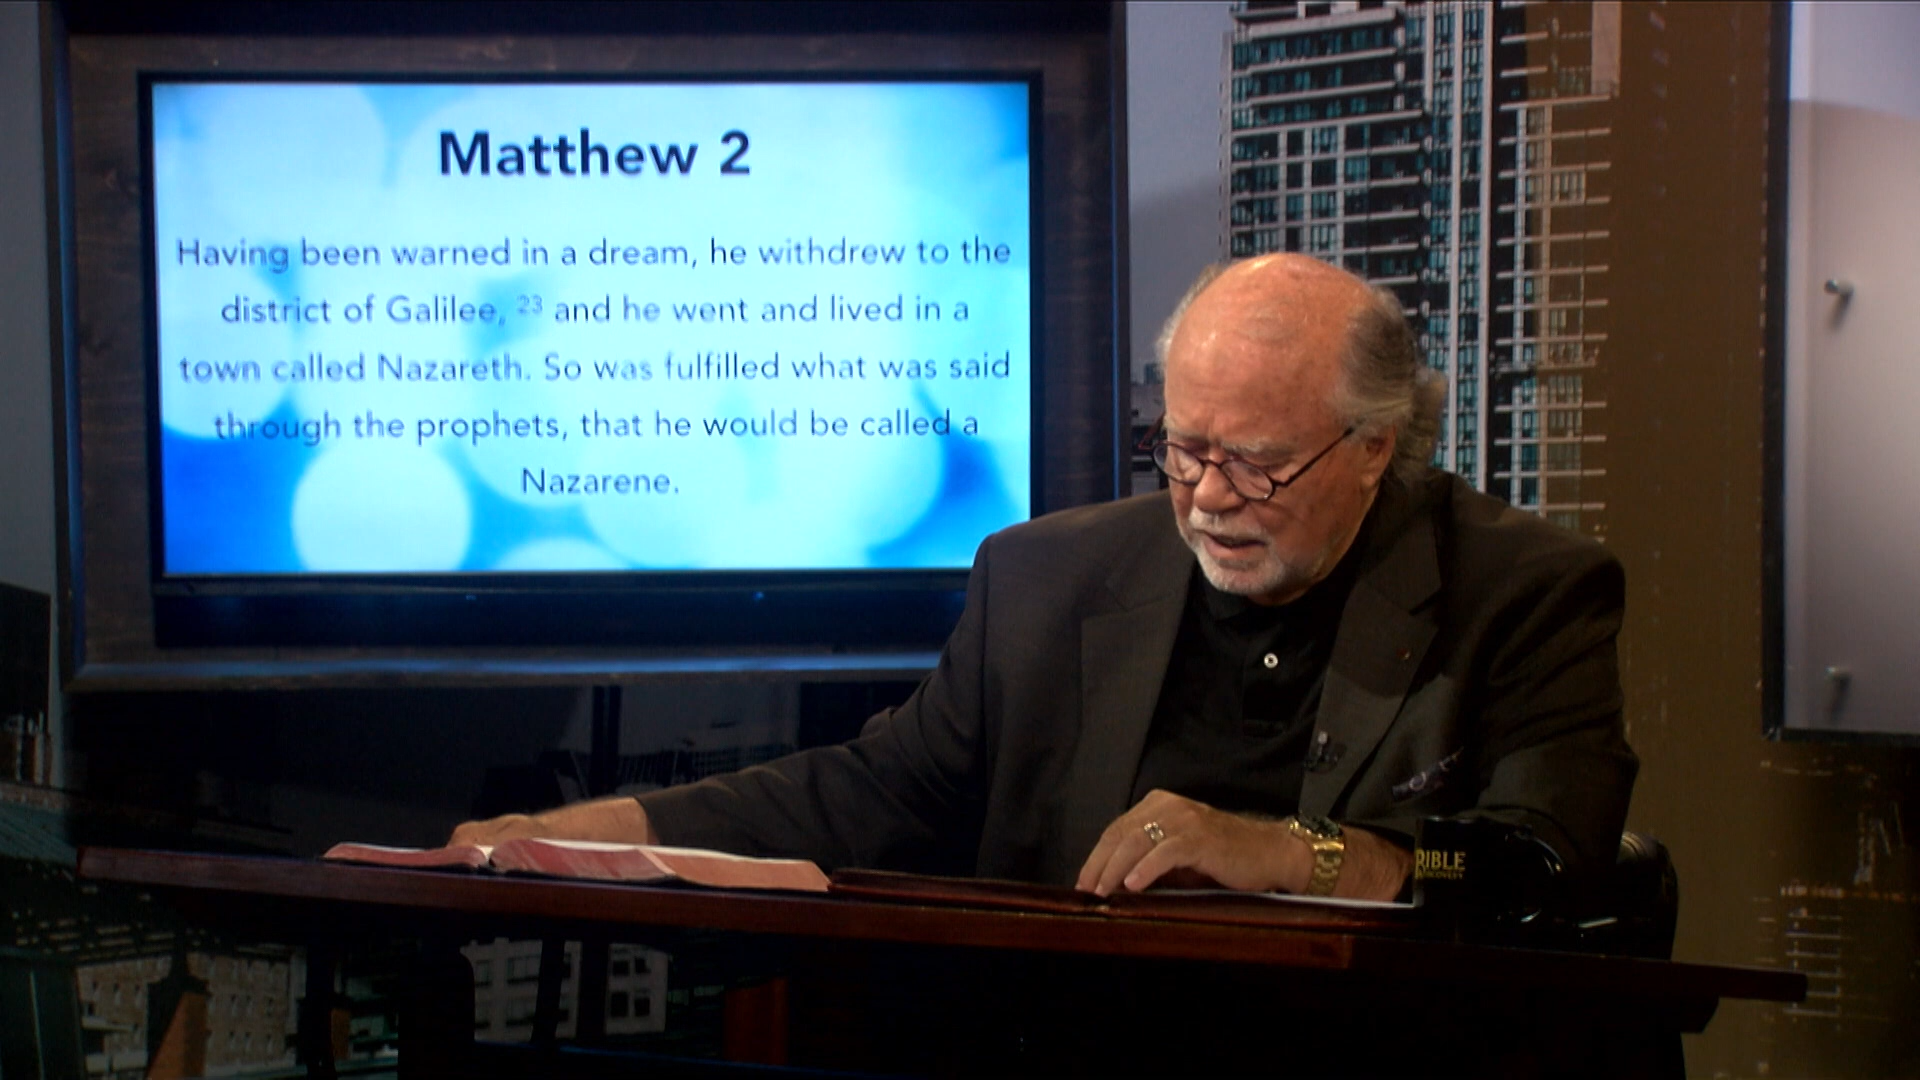 Matthew 2
Having been warned in a dream, he withdrew to the
district of Galilee, 23 and he went and lived in a
town called Nazareth. So was fulfilled what was said
through the prophets, that he would be called a
Nazarene.
BIBLE
DISCOVERY